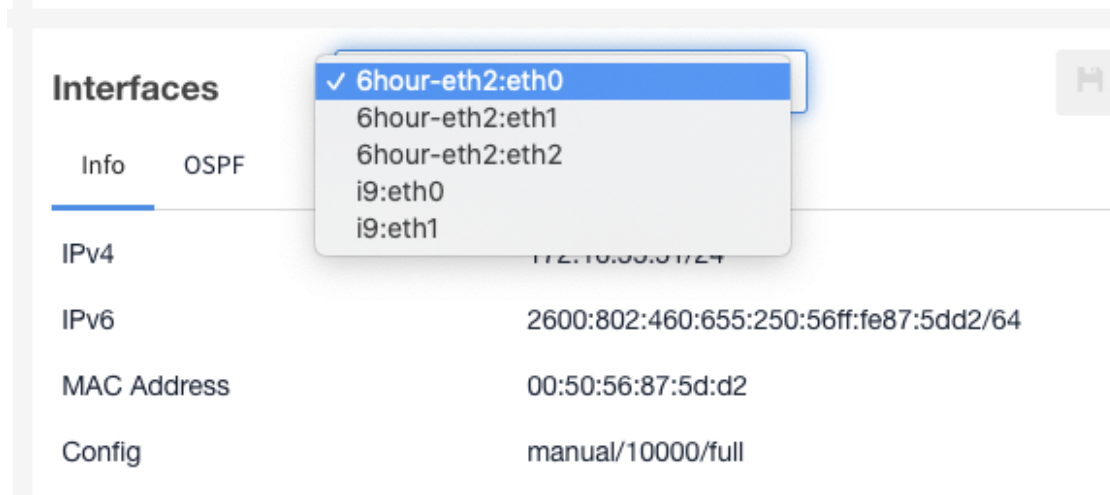 Interfaces
✓ 6hour-eth2:eth0
6hour-eth2:eth1
6hour-eth2:eth2
i9:eth0
i9:eth1
Info OSPF
IPv4
IPv6 2600:802:460:655:250:56ff:fe87:5dd2/64
MAC Address 00:50:56:87:5d:d2
Config manual/10000/full